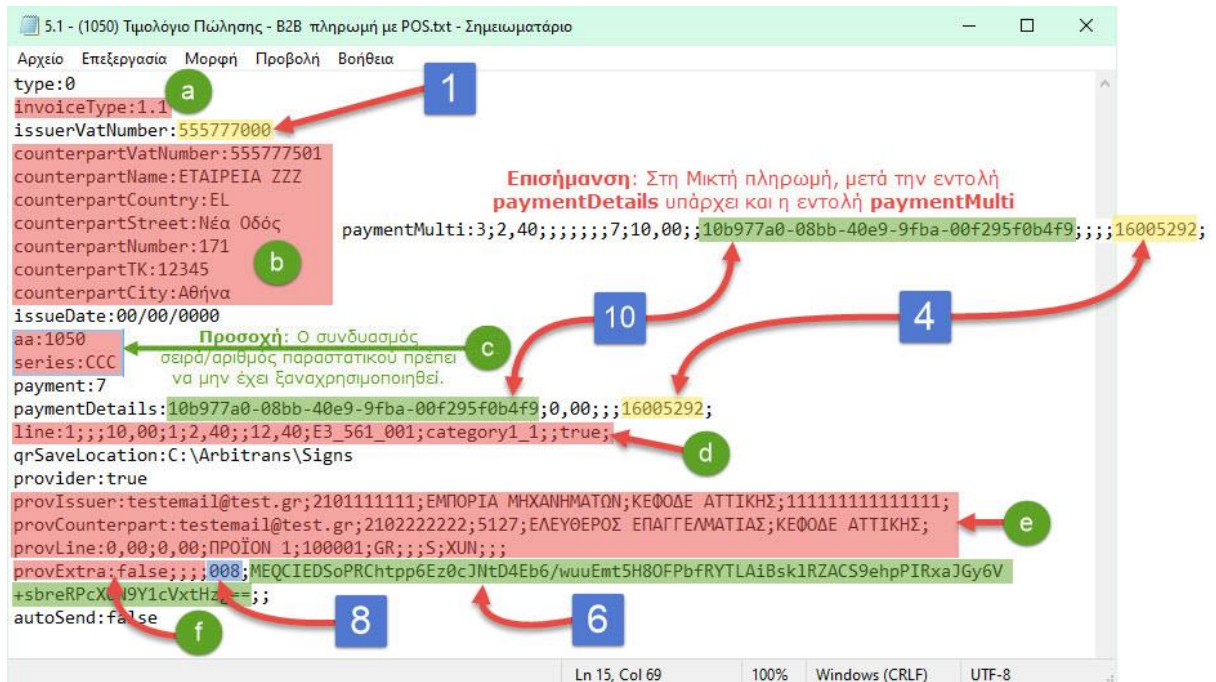 5.1 - (1050) Τιμολόγιο Πώλησης - B2B πληρωμή με POS.txt - Σημειωματάριο
Αρχείο Επεξεργασία Μορφή Προβολή Βοήθεια
type:0
a
1
invoiceType:1.1
issuerVatNumber:555777000
counterpartVatNumber:555777501
counterpartName:ΕΤΑΙΡΕΙΑ ΖΖΖ
counterpartCountry:EL
counterpartStreet:Νέα Οδός
counterpartNumber:171
counterpartTK:12345
counterpartCity:Αθήνα
b
Επισήμανση: Στη Μικτή πληρωμή, μετά την εντολή
paymentDetails υπάρχει και η εντολή paymentMulti
paymentMulti:3;2,40;;;;;;;7;10,00;;10b977a0-08bb-40e9-9fba-00f295f0b4f9;;;;16005292;
issueDate:00/00/0000
10
4
aa:1050
series:CCC
Προσοχή: Ο συνδυασμός
σειρά/αριθμός παραστατικού πρέπει
να μην έχει ξαναχρησιμοποιηθεί.
c
payment:7
paymentDetails:10b977a0-08bb-40e9-9fba-00f295f0b4f9;0,00;;;16005292;
line:1;;;10,00;1;2,40;;12,40;E3_561_001;category1_1;;true;
d
qrSaveLocation:C:\Arbitrans\Signs
provider:true
provIssuer:testemail@test.gr;2101111111;ΕΜΠΟΡΙΑ ΜΗΧΑΝΗΜΑΤΩΝ;ΚΕΦΟΔΕ ΑΤΤΙΚΗΣ;111111111111111;
provCounterpart:testemail@test.gr;2102222222;5127;ΕΛΕΥΘΕΡΟΣ ΕΠΑΓΓΕΛΜΑΤΙΑΣ;ΚΕΦΟΔΕ ΑΤΤΙΚΗΣ;
e
provLine:0,00;0,00;ΠΡΟΪΟΝ 1;100001;GR;;;S;XUN;;;
provExtra:false;;;;008;MEQCIEDSoPRChtpp6Ez0cJNtD4Eb6/wuuEmt5H8OFPbfRYTLAiBsklRZACS9ehpPIRxaJGy6V
;;
autoSend:false
f
8
6
Ln 15, Col 69
100%
Windows (CRLF)
UTF-8